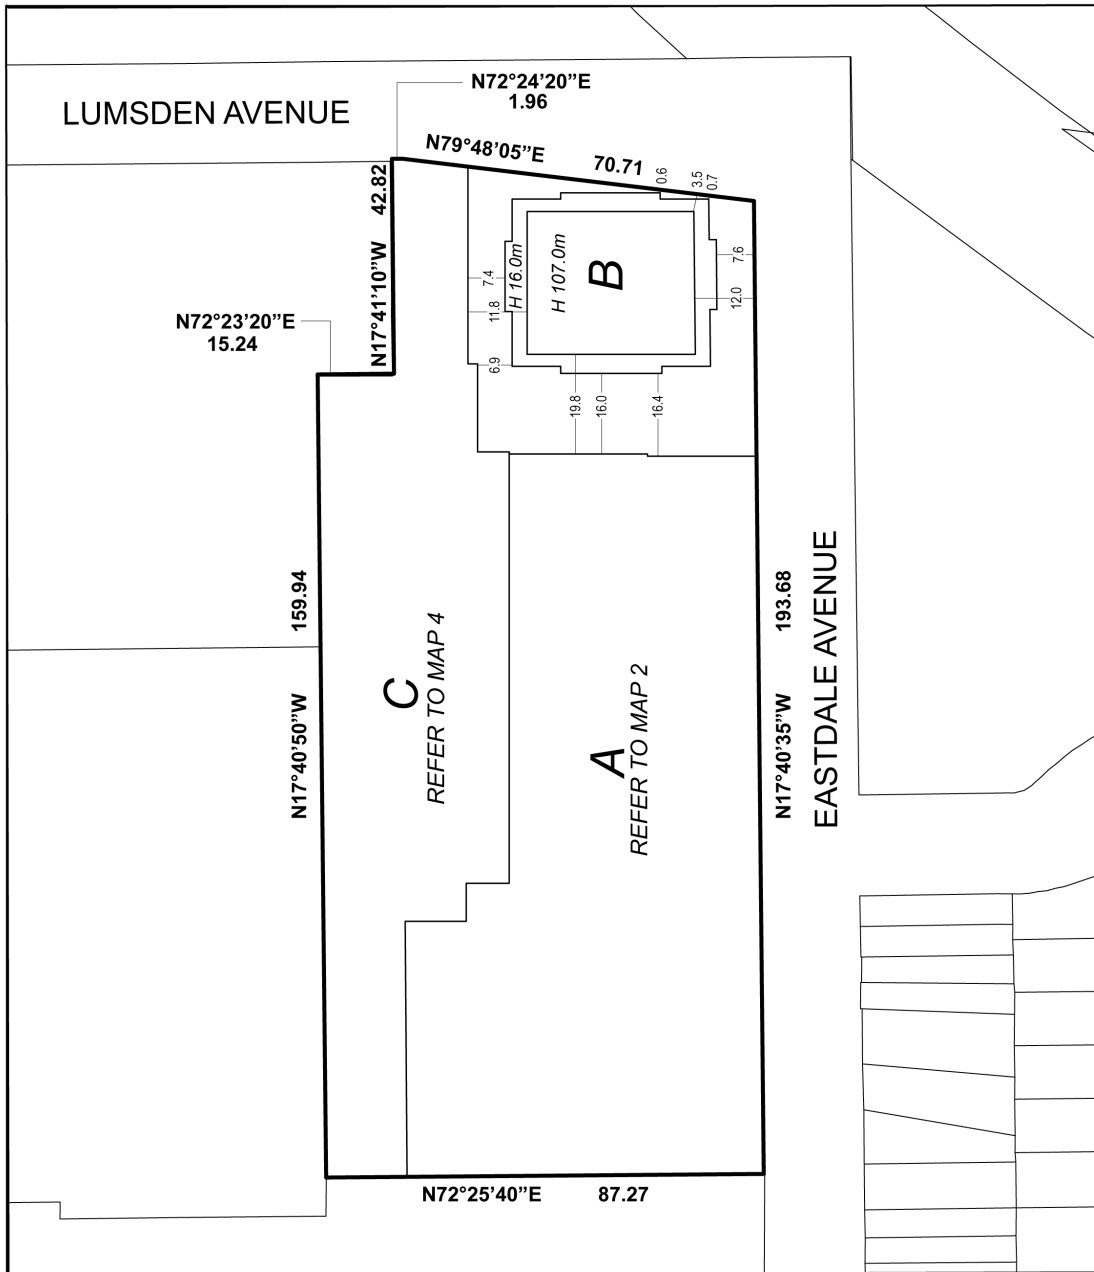 N72°24'20"E
1.96
LUMSDEN AVENUE
N79°48'05"E 70.71
0.6
3.5
0.7
N17°41'10"W 42.82
7.4
11.8
6.9
H 16.0m
H 107.0m
B
7.6
12.0
N72°23'20"E
15.24
19.8
16.0
16.4
N17°40'50"W 159.94
C
REFER TO MAP 4
A
REFER TO MAP 2
N17°40'35"W 193.68
EASTDALE AVENUE
N72°25'40"E 87.27